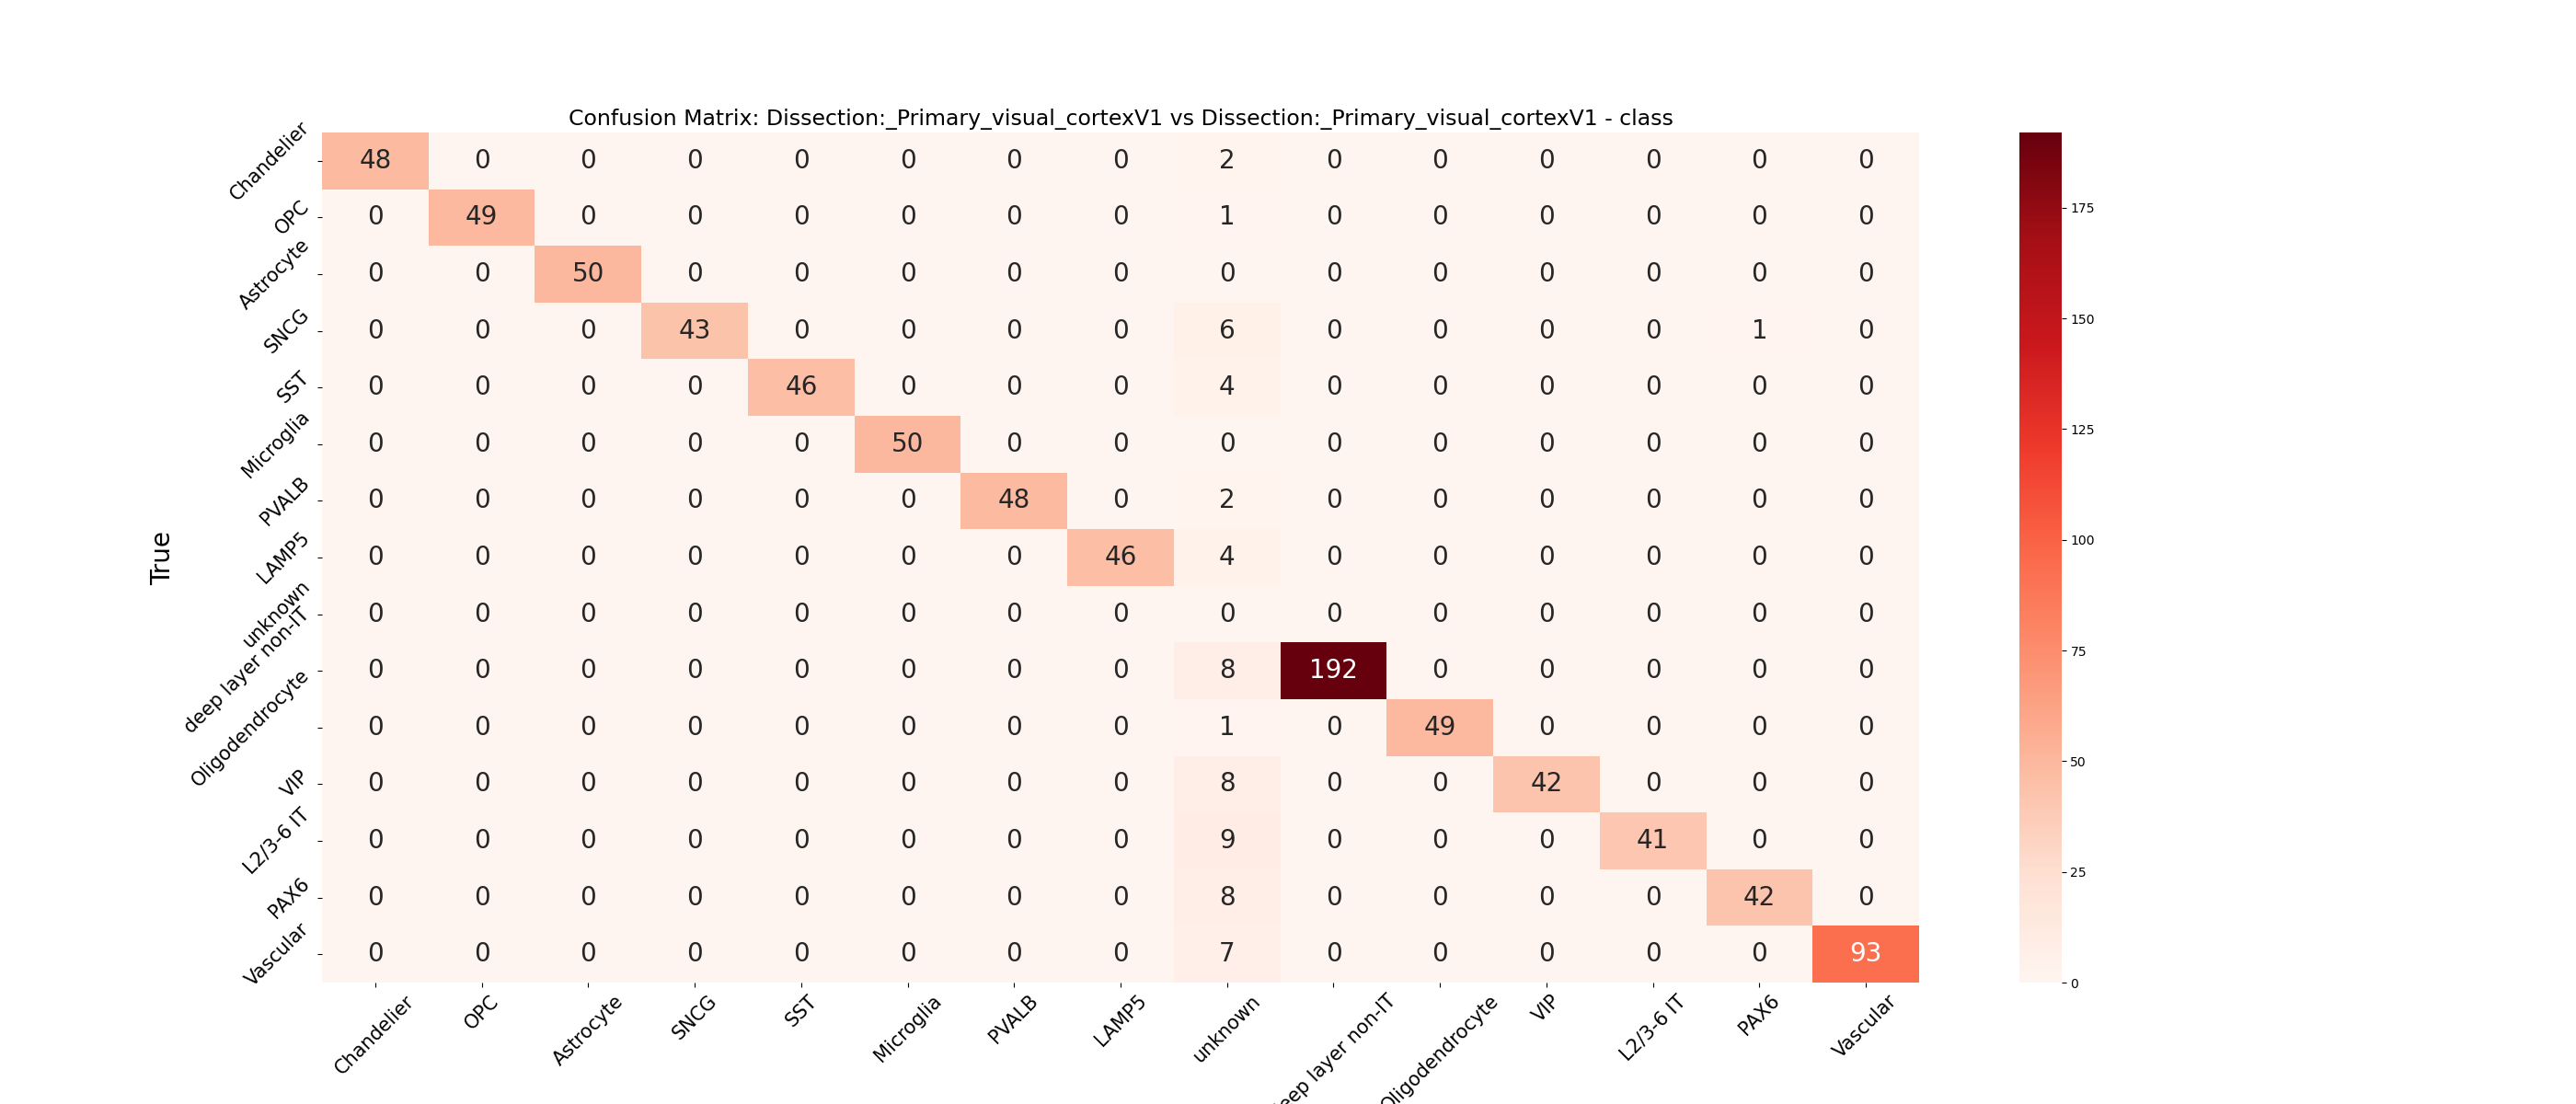 Confusion Matrix: Dissection:_Primary_visual_cortexV1 vs Dissection:_Primary_visual_cortexV1 - class
True
Chandelier 48 0 0 0 0 0 0 0 2 0 0 0 0 0 0
OPC 0 49 0 0 0 0 0 0 1 0 0 0 0 0 0
Astrocyte 0 0 50 0 0 0 0 0 0 0 0 0 0 0 0
SNCG 0 0 0 43 0 0 0 0 6 0 0 0 0 1 0
SST 0 0 0 0 46 0 0 0 4 0 0 0 0 0 0
Microglia 0 0 0 0 0 50 0 0 0 0 0 0 0 0 0
PVALB 0 0 0 0 0 0 48 0 2 0 0 0 0 0 0
LAMP5 0 0 0 0 0 0 0 46 4 0 0 0 0 0 0
unknown 0 0 0 0 0 0 0 0 0 0 0 0 0 0 0
deep layer non-IT 0 0 0 0 0 0 0 0 8 192 0 0 0 0 0
Oligodendrocyte 0 0 0 0 0 0 0 0 1 0 49 0 0 0 0
VIP 0 0 0 0 0 0 0 0 8 0 0 42 0 0 0
L2/3-6 IT 0 0 0 0 0 0 0 0 9 0 0 0 41 0 0
PAX6 0 0 0 0 0 0 0 0 8 0 0 0 0 42 0
Vascular 0 0 0 0 0 0 0 0 7 0 0 0 0 0 93
Chandelier OPC Astrocyte SNCG SST Microglia PVALB LAMP5 unknown eep layer non-IT Oligodendrocyte VIP L2/3-6 IT PAX6 Vascular
175
150
125
100
75
50
25
0